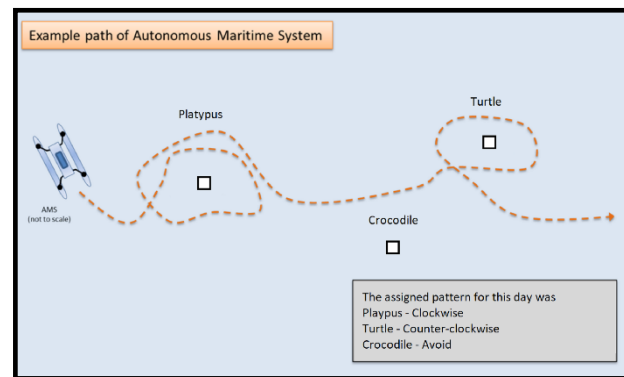 Example path of Autonomous Maritime System
Turtle
Platypus
AMS
(not to scale)
Crocodile
The assigned pattern for this day was
Playpus - Clockwise
Turtle - Counter-clockwise
Crocodile - Avoid